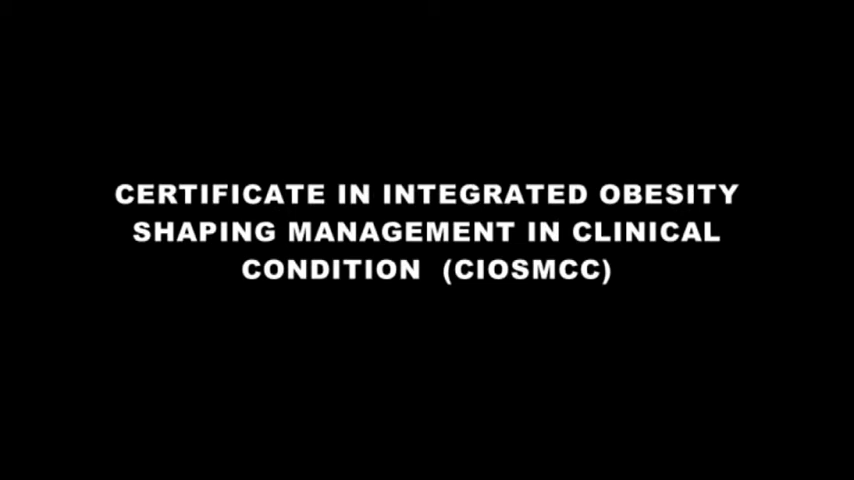 CERTIFICATE IN INTEGRATED OBESITY
SHAPING MANAGEMENT IN CLINICAL
CONDITION (CIOSMCC)